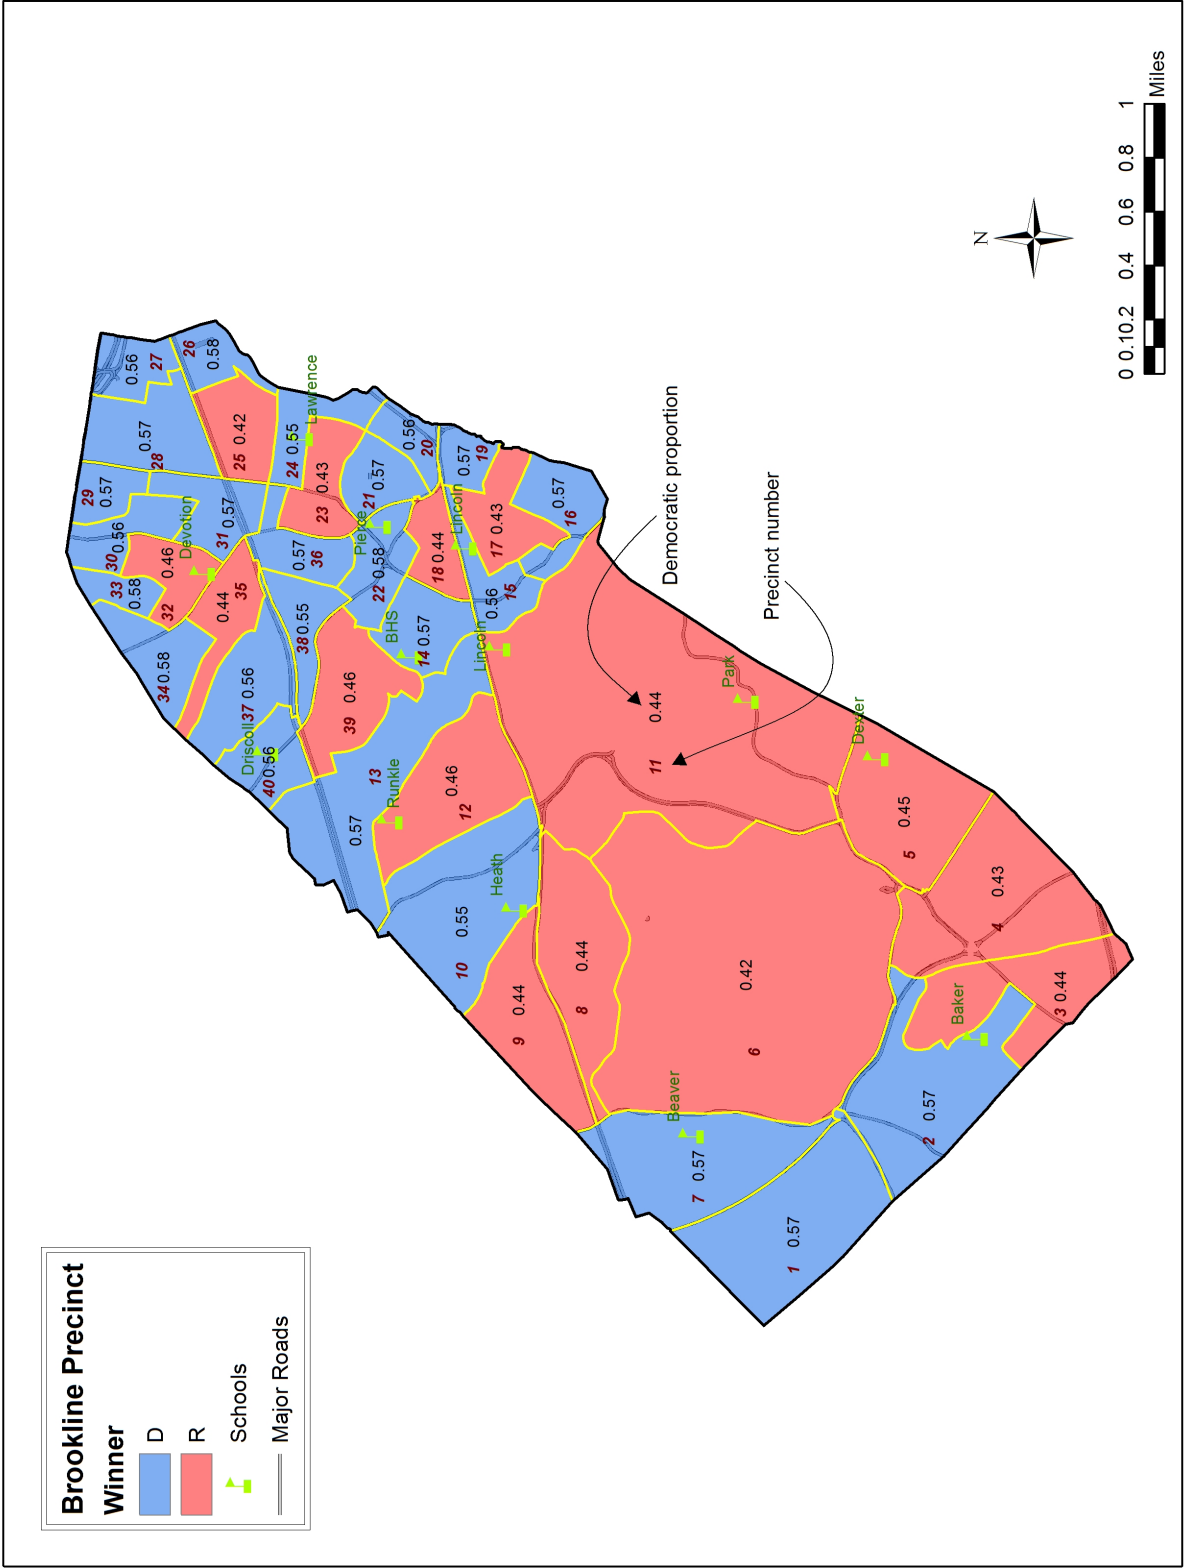 Brookline Precinct
Winner
D
R
Schools
Major Roads
N
0 0.1 0.2 0.4 0.6 0.8 1
Miles
Democratic proportion
Precinct number
1 0.57
2 0.57
3 0.44
4 0.43
5 0.45
6 0.42
7 0.57
8 0.44
9 0.44
10 0.55
11 0.44
12 0.46
13 0.57
14 0.57
15 0.56
16 0.57
17 0.43
18 0.44
19 0.57
20 0.56
21 0.57
22 0.58
23 0.43
24 0.55
25 0.42
26 0.58
27 0.56
28 0.57
29 0.57
30 0.56
31 0.57
32 0.46
33 0.58
34 0.58
35 0.44
36 0.57
37 0.56
38 0.55
39 0.46
40 0.56
Devotion
Lawrence
Driscoll
Pierce
BHS
Lincoln
Lincoln
Runkle
Heath
Park
Dexter
Beaver
Baker